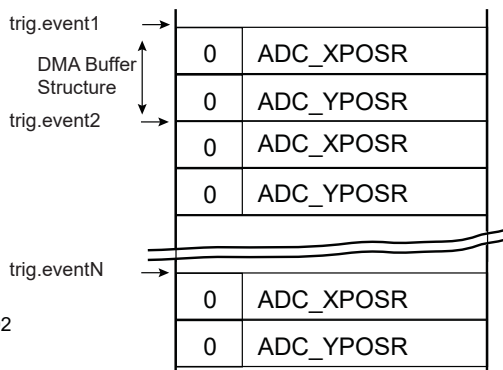 trig.event1
0 ADC_XPOSR
DMA Buffer
Structure
0 ADC_YPOSR
trig.event2
0 ADC_XPOSR
0 ADC_YPOSR
trig.eventN
0 ADC_XPOSR
2
0 ADC_YPOSR